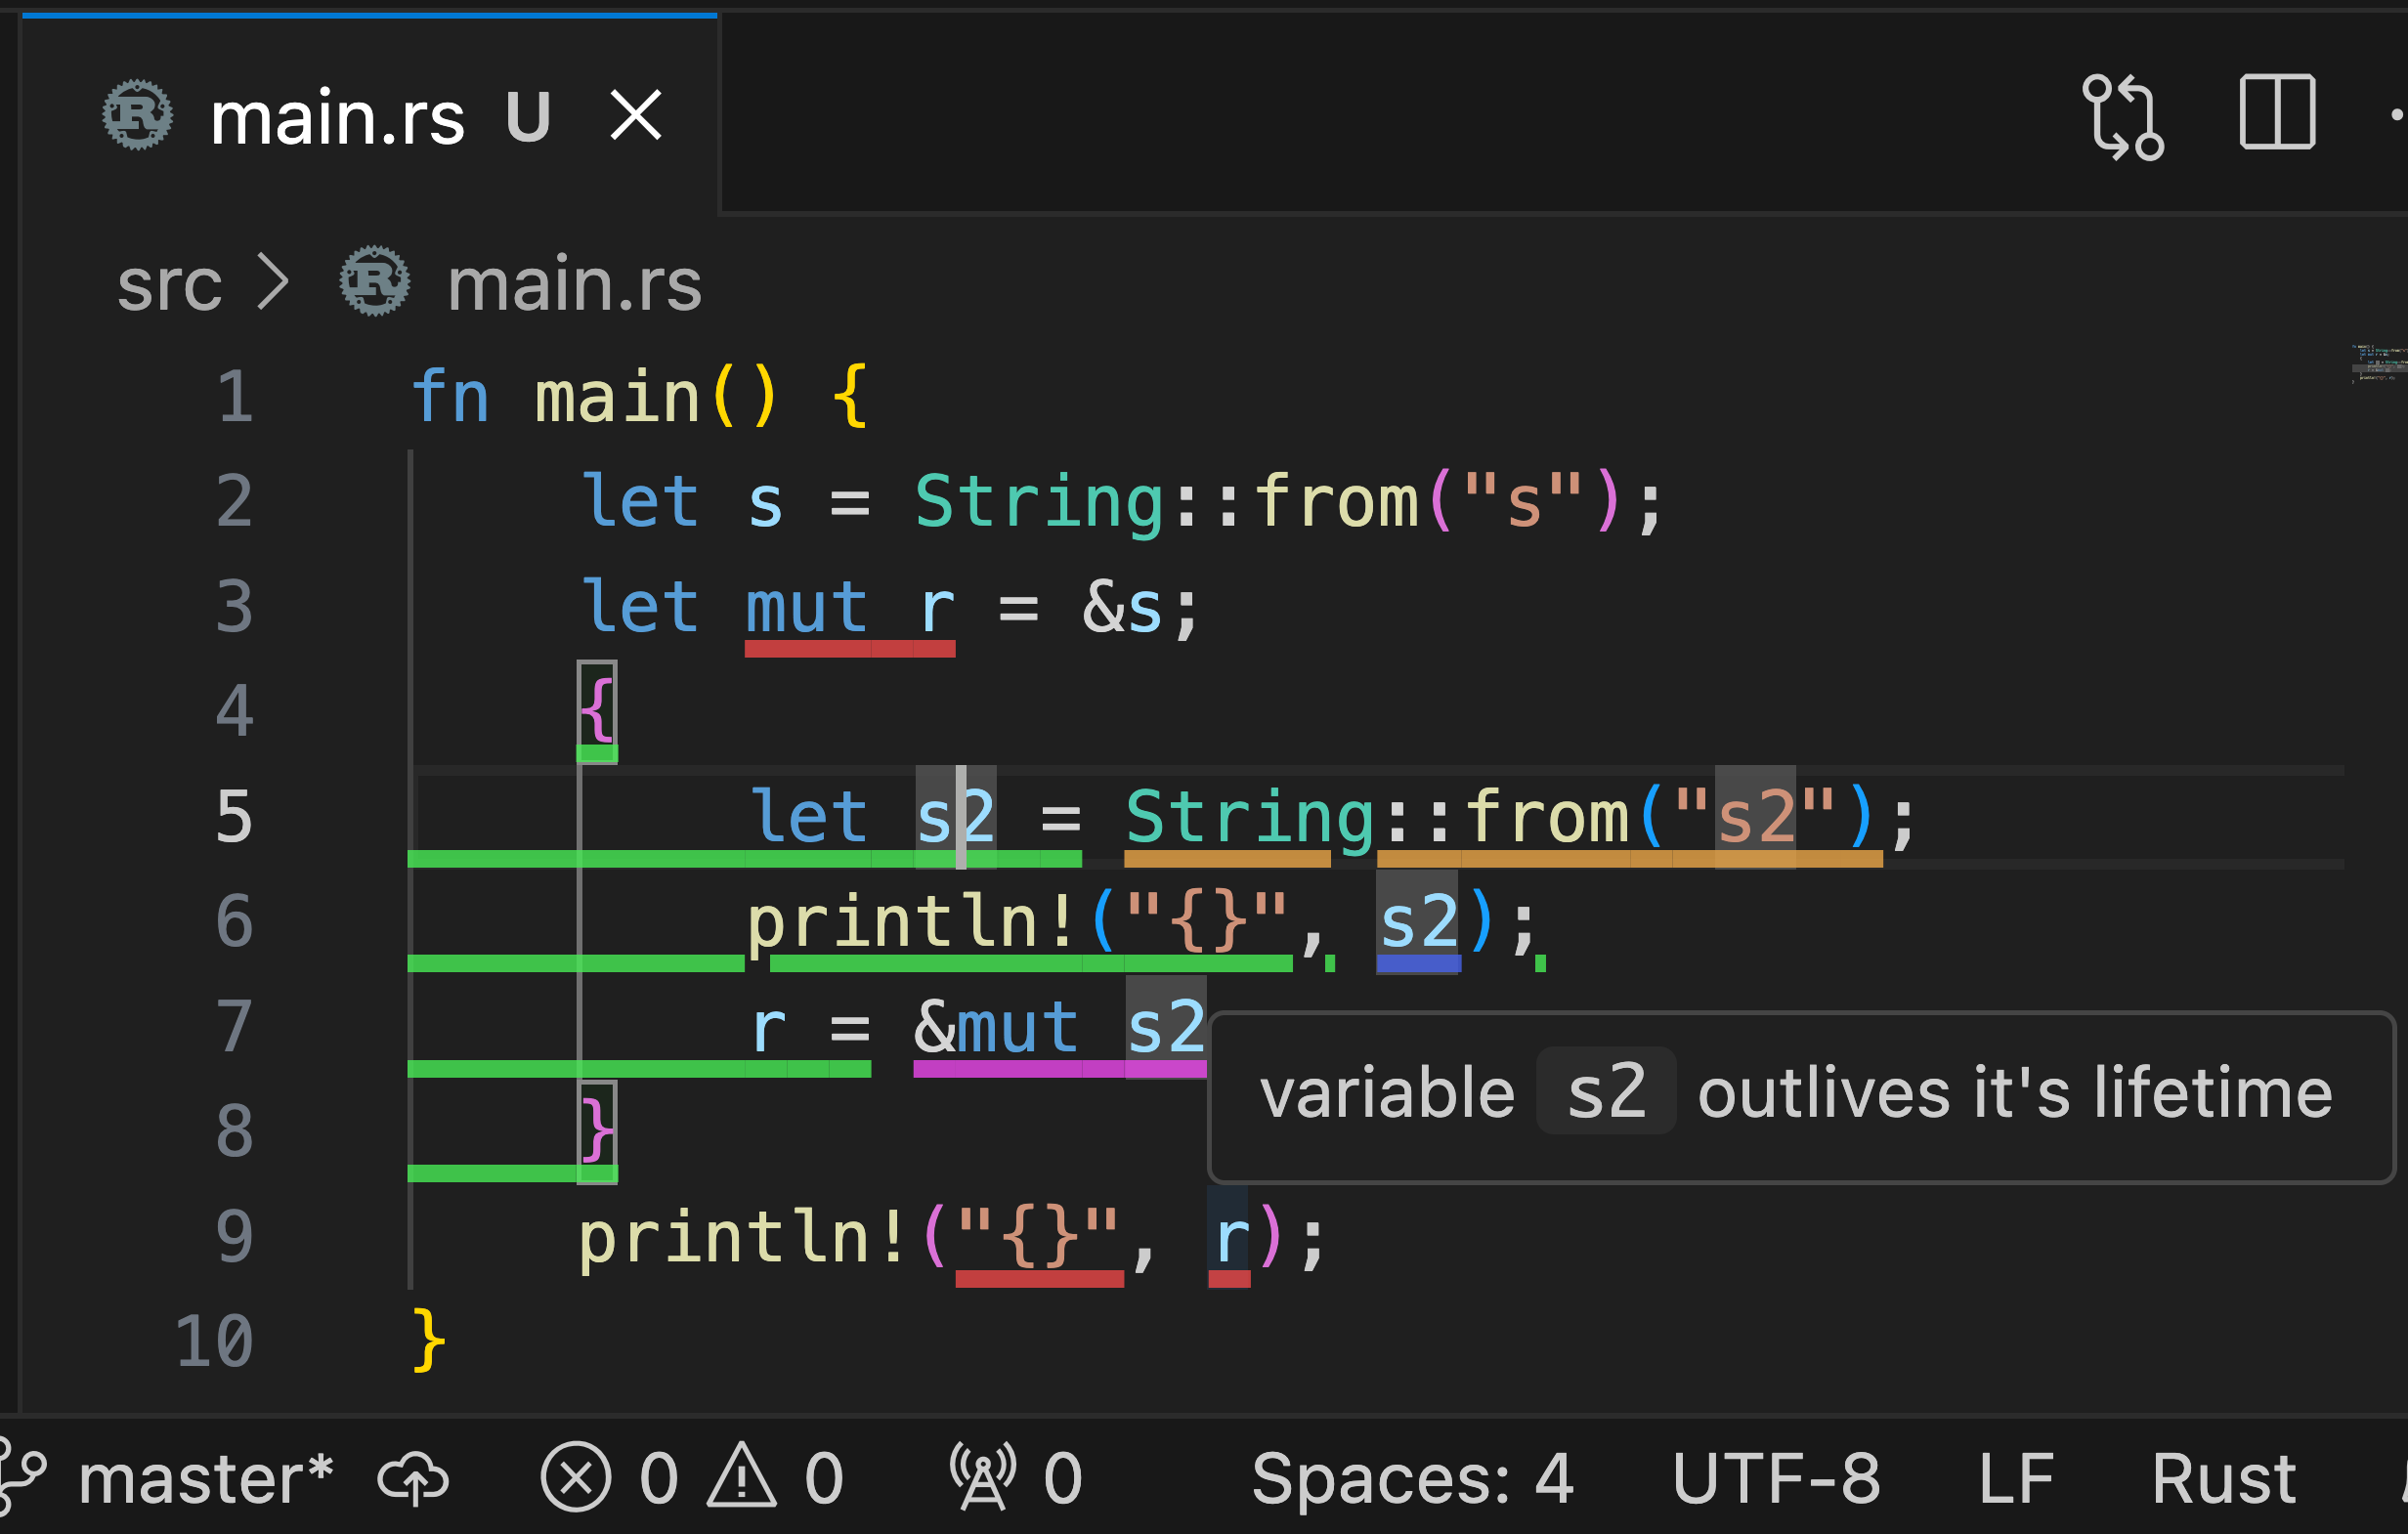 main.rs U
src > main.rs
1 fn main() {
2 let s = String::from("s");
3 let mut r = &s;
4 {
5 let s2 = String::from("s2");
6 println!("{}", s2);
7 r = &mut s2
variable s2 outlives it's lifetime
8 }
9 println!("{}", r);
10 }
master* 0 0 0 Spaces: 4 UTF-8 LF Rust